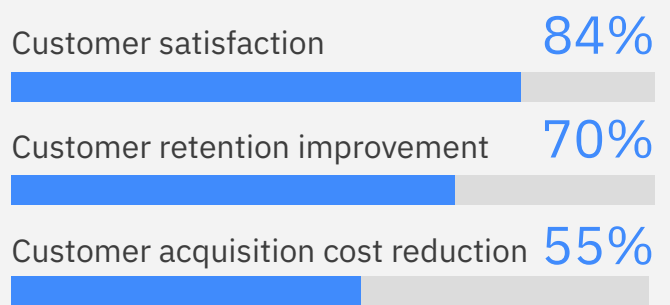 Customer satisfaction 84%
Customer retention improvement 70%
Customer acquisition cost reduction 55%